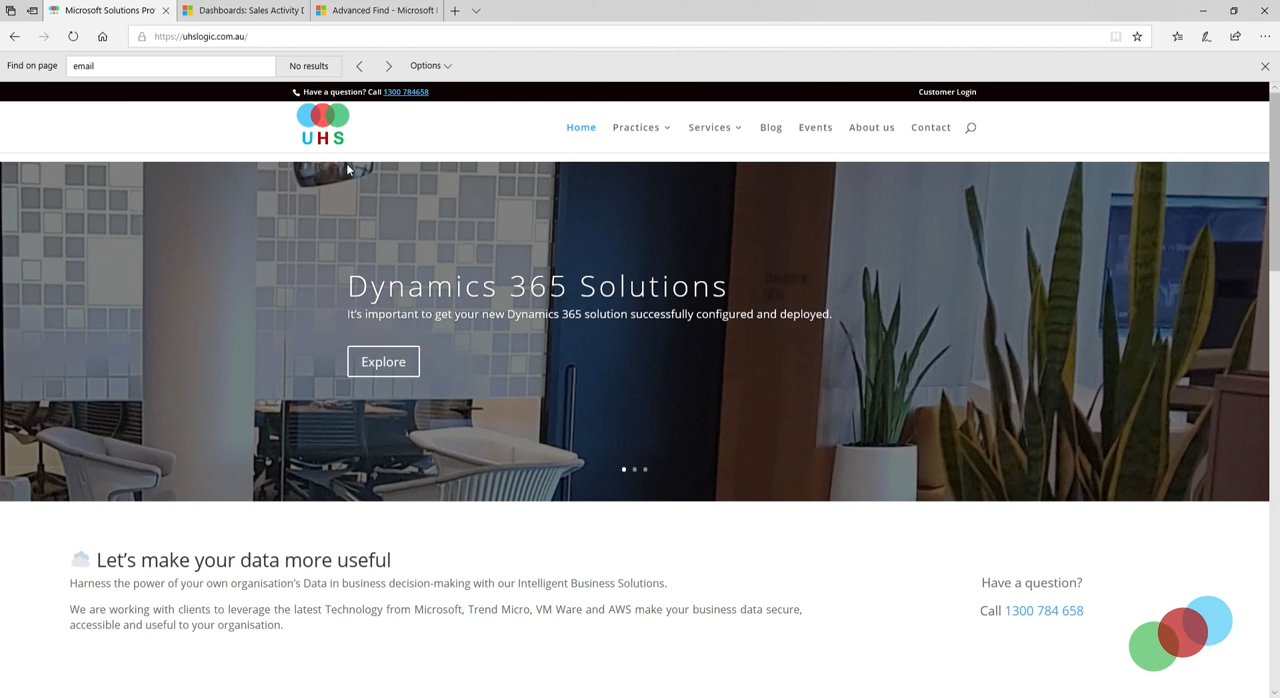 Microsoft Solutions Pro
Dashboards: Sales Activity D
Advanced Find - Microsoft
https://uhslogic.com.au/
Find on page
email
No results
Options
Have a question? Call 1300 784658
Customer Login
UHS
Home
Practices
Services
Blog
Events
About us
Contact
Dynamics 365 Solutions
It's important to get your new Dynamics 365 solution successfully configured and deployed.
Explore
Let's make your data more useful
Harness the power of your own organisation's Data in business decision-making with our Intelligent Business Solutions.
We are working with clients to leverage the latest Technology from Microsoft, Trend Micro, VM Ware and AWS make your business data secure,
accessible and useful to your organisation.
Have a question?
Call 1300 784 658